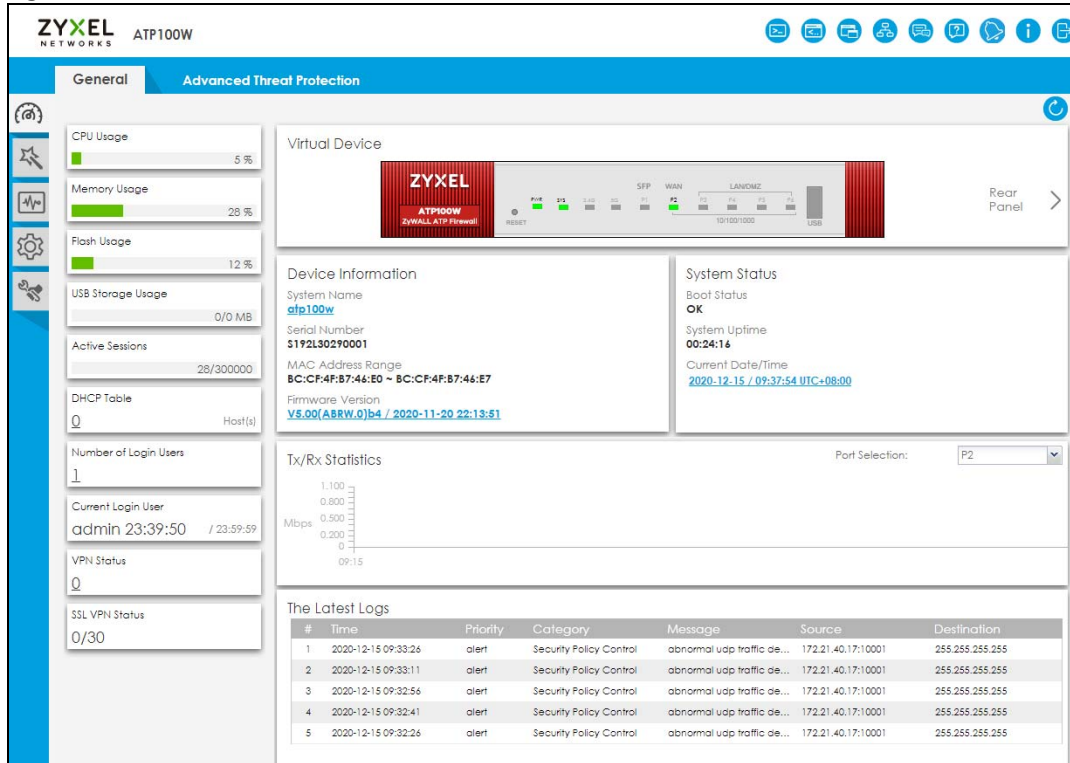 ZYXEL
NETWORKS
ATP100W
General
Advanced Threat Protection
CPU Usage
5 %
Memory Usage
28 %
Flash Usage
12 %
USB Storage Usage
0/0 MB
Active Sessions
28/300000
DHCP Table
0 Host(s)
Number of Login Users
1
Current Login User
admin 23:39:50 / 23:59:59
VPN Status
0
SSL VPN Status
0/30
Virtual Device
ZYXEL
ATP100W
ZyWALL ATP Firewall
RESET
SFP WAN LAN/DMZ
PWR SYS
P2
10/100/1000
USB
Rear
Panel
Device Information
System Name
atp100w
Serial Number
S192L30290001
MAC Address Range
BC:CF:4F:B7:46:E0 ~ BC:CF:4F:B7:46:E7
Firmware Version
V5.00(ABRW.0)b4 / 2020-11-20 22:13:51
System Status
Boot Status
OK
System Uptime
00:24:16
Current Date/Time
2020-12-15 / 09:37:54 UTC+08:00
Tx/Rx Statistics
Port Selection: P2
1.100
0.800
Mbps 0.500
0.200
0
09:15
The Latest Logs
# Time Priority Category Message Source Destination
1 2020-12-15 09:33:26 alert Security Policy Control abnormal udp traffic de... 172.21.40.17:10001 255.255.255.255
2 2020-12-15 09:33:11 alert Security Policy Control abnormal udp traffic de... 172.21.40.17:10001 255.255.255.255
3 2020-12-15 09:32:56 alert Security Policy Control abnormal udp traffic de... 172.21.40.17:10001 255.255.255.255
4 2020-12-15 09:32:41 alert Security Policy Control abnormal udp traffic de... 172.21.40.17:10001 255.255.255.255
5 2020-12-15 09:32:26 alert Security Policy Control abnormal udp traffic de... 172.21.40.17:10001 255.255.255.255